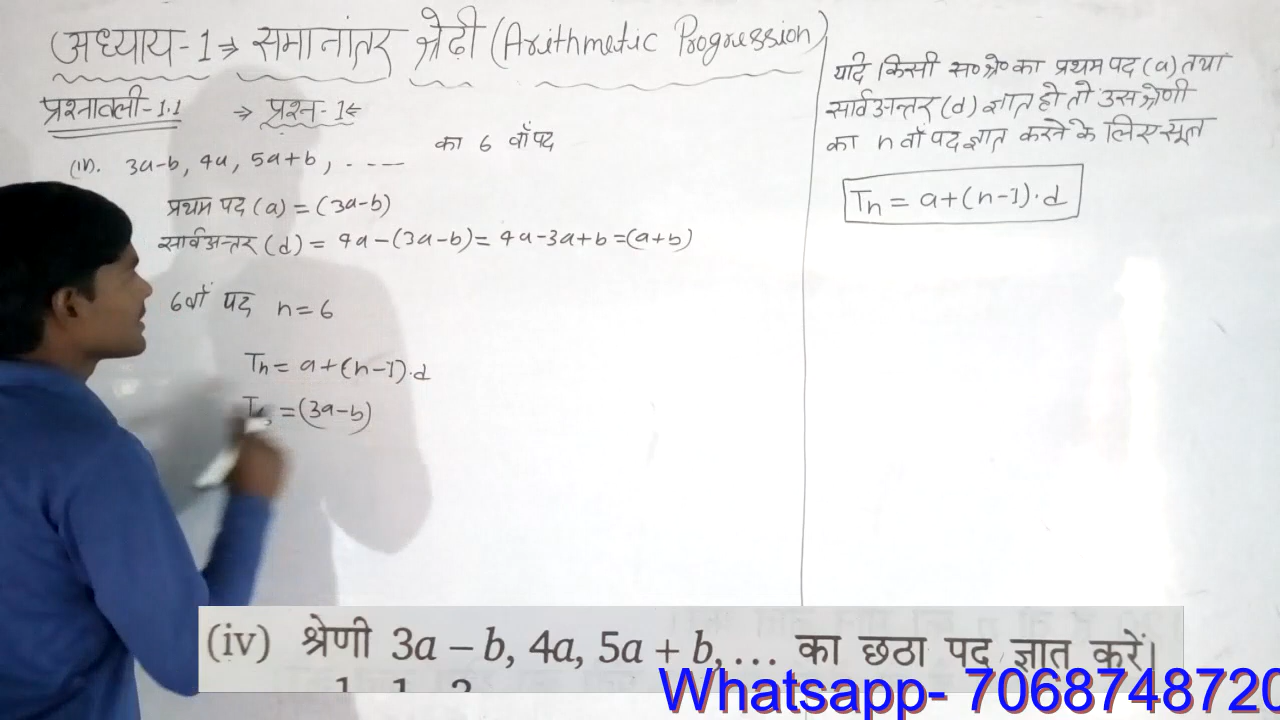 अध्याय-1 → समानांतर श्रेढ़ी (Arithmetic Progression)
प्रश्नावली-1.1 → प्रश्न-1←
(iv). 3a-b, 4a, 5a+b, .---- का 6 वाँ पद
प्रथम पद (a) = (3a-b)
सार्वअन्तर (d) = 4a-(3a-b) = 4a-3a+b =(a+b)
6वाँ पद n=6
Tn = a+(n-1).d
T6 =(3a-b)
यदि किसी स०श्रे० का प्रथम पद (a) तथा
सार्वअन्तर (d) ज्ञात हो तो उस श्रेणी
का n वाँ पद ज्ञात करने के लिए सूत्र
Tn = a+(n-1).d
(iv) श्रेणी 3a – b, 4a, 5a + b, ... का छठा पद ज्ञात करें।
Whatsapp- 7068748720